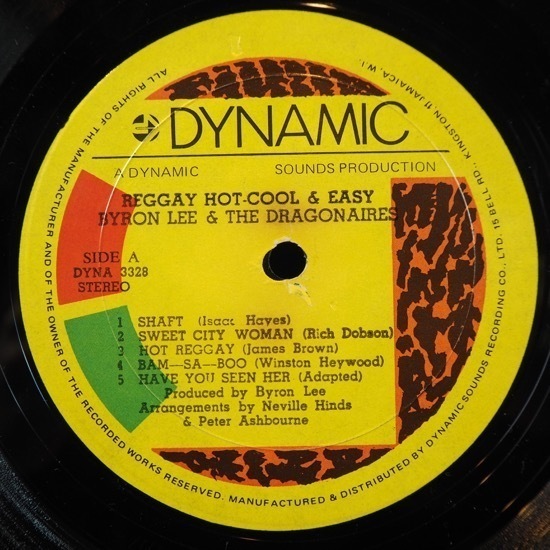 DYNAMIC
A DYNAMIC SOUNDS PRODUCTION
REGGAY HOT-COOL & EASY
BYRON LEE & THE DRAGONAIRES
SIDE A
DYNA 3328
STEREO
1 SHAFT (Isaac Hayes)
2 SWEET CITY WOMAN (Rich Dobson)
3 HOT REGGAY (James Brown)
4 BAM-SA-BOO (Winston Heywood)
5 HAVE YOU SEEN HER (Adapted)
Produced by Byron Lee
Arrangements by Neville Hinds
& Peter Ashbourne
ALL RIGHTS OF THE MANUFACTURER AND OF THE OWNER OF THE RECORDED WORKS RESERVED. MANUFACTURED & DISTRIBUTED BY DYNAMIC SOUNDS RECORDING CO., LTD. 15 BELL RD., KINGSTON 11 JAMAICA, W.I.